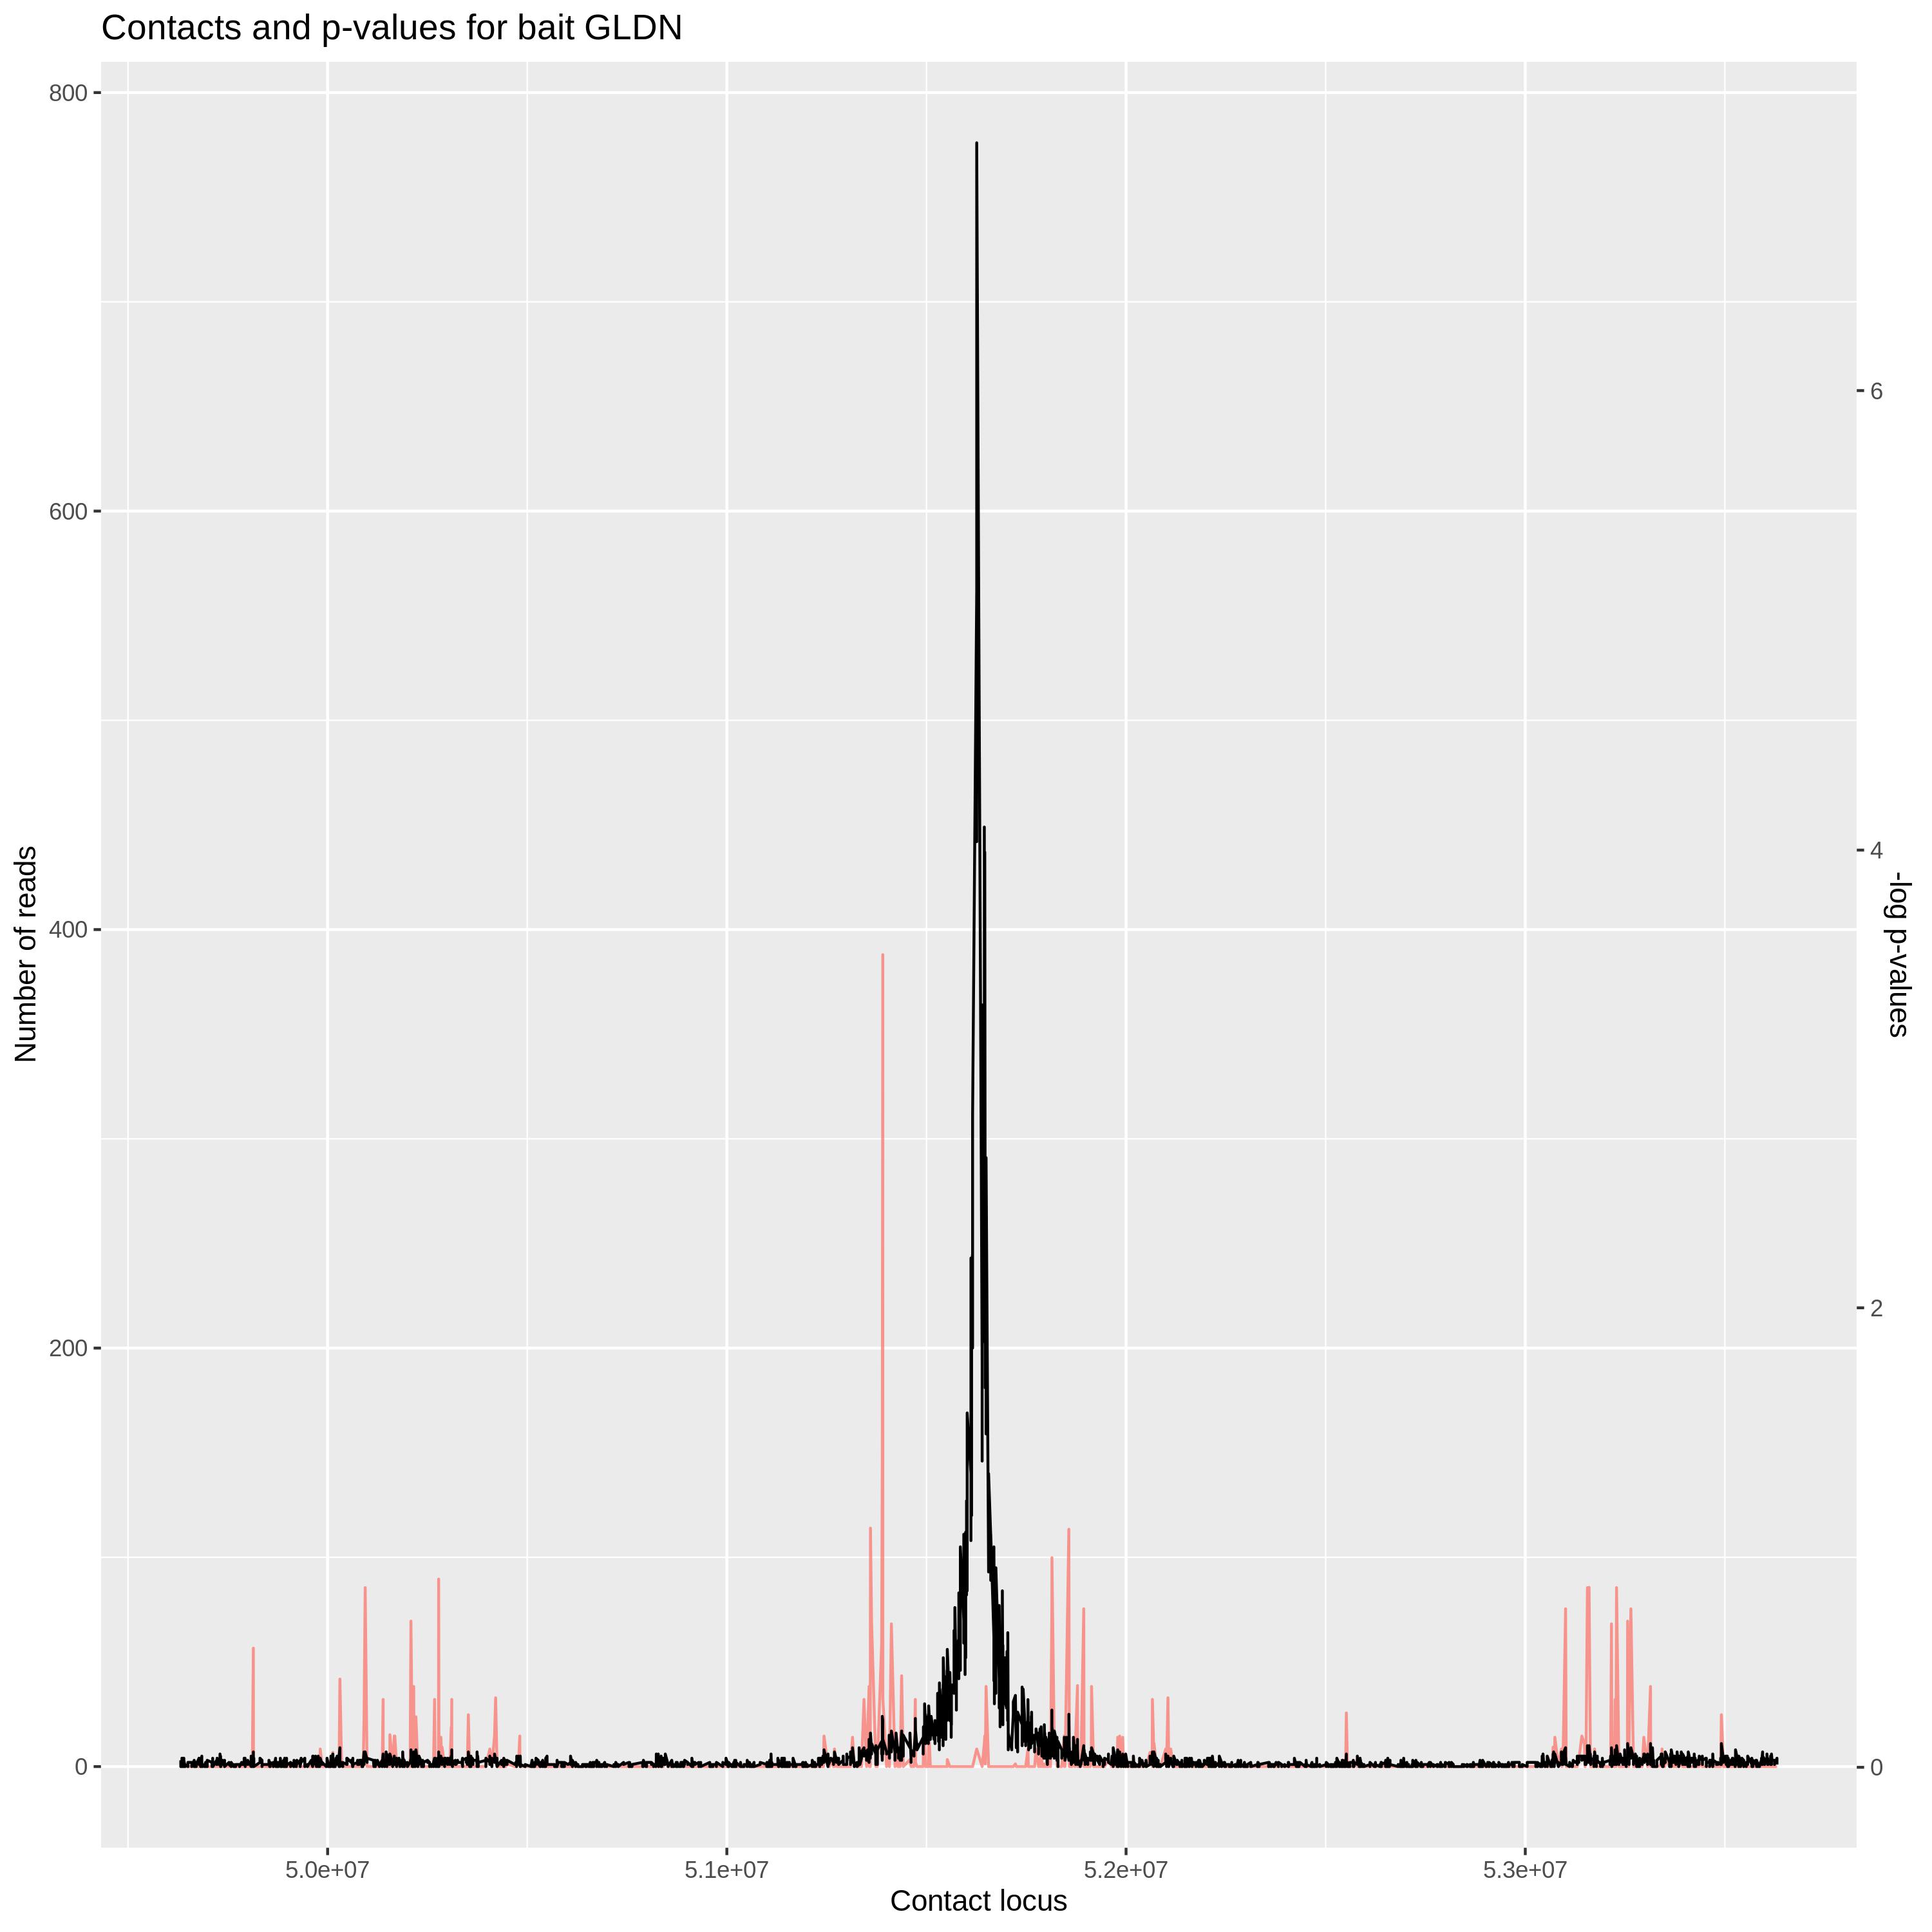 Contacts and p-values for bait GLDN
800
600
400
200
0
Number of reads
6
4
2
0
-log p-values
5.0e+07
5.1e+07
5.2e+07
5.3e+07
Contact locus